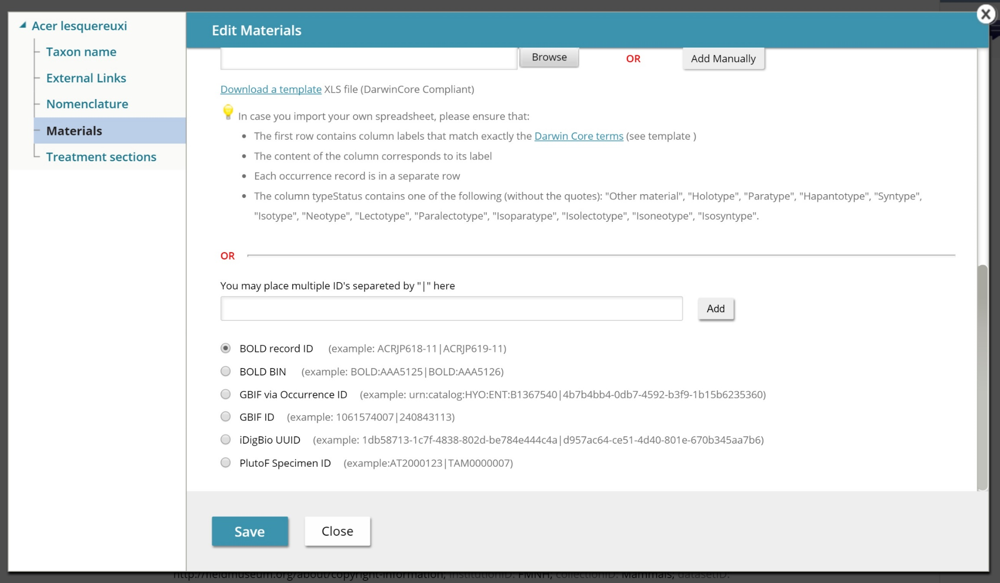 Acer lesquereuxi
Taxon name
External Links
Nomenclature
Materials
Treatment sections
Edit Materials
Browse
OR
Add Manually
Download a template XLS file (DarwinCore Compliant)
In case you import your own spreadsheet, please ensure that:
• The first row contains column labels that match exactly the Darwin Core terms (see template )
• The content of the column corresponds to its label
• Each occurrence record is in a separate row
• The column typeStatus contains one of the following (without the quotes): "Other material", "Holotype", "Paratype", "Hapantotype", "Syntype",
"Isotype", "Neotype", "Lectotype", "Paralectotype", "Isoparatype", "Isolectotype", "Isoneotype", "Isosyntype".
OR
You may place multiple ID's separeted by "|" here
Add
BOLD record ID (example: ACRJP618-11|ACRJP619-11)
BOLD BIN (example: BOLD:AAA5125|BOLD:AAA5126)
GBIF via Occurrence ID (example: urn:catalog:HYO:ENT:B1367540|4b7b4bb4-0db7-4592-b3f9-1b15b6235360)
GBIF ID (example: 1061574007|240843113)
iDigBio UUID (example: 1db58713-1c7f-4838-802d-be784e444c4a|d957ac64-ce51-4d40-801e-670b345aa7b6)
PlutoF Specimen ID (example:AT2000123|TAM0000007)
Save
Close
http://fieldmuseum.org/about/copyright-information, institutionID: FMNH, collectionID: Mammals, datasetID: